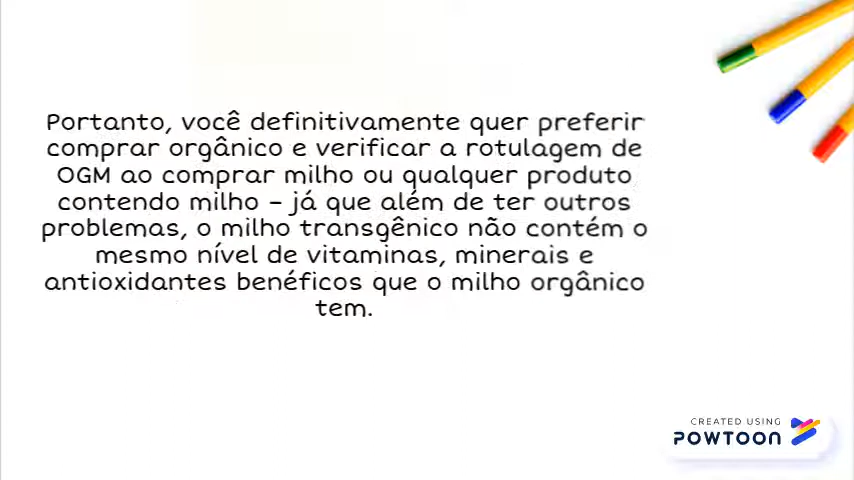 Portanto, você definitivamente quer preferir
comprar orgânico e verificar a rotulagem de
OGM ao comprar milho ou qualquer produto
contendo milho – já que além de ter outros
problemas, o milho transgênico não contém o
mesmo nível de vitaminas, minerais e
antioxidantes benéficos que o milho orgânico
tem.
CREATED USING
POWTOON